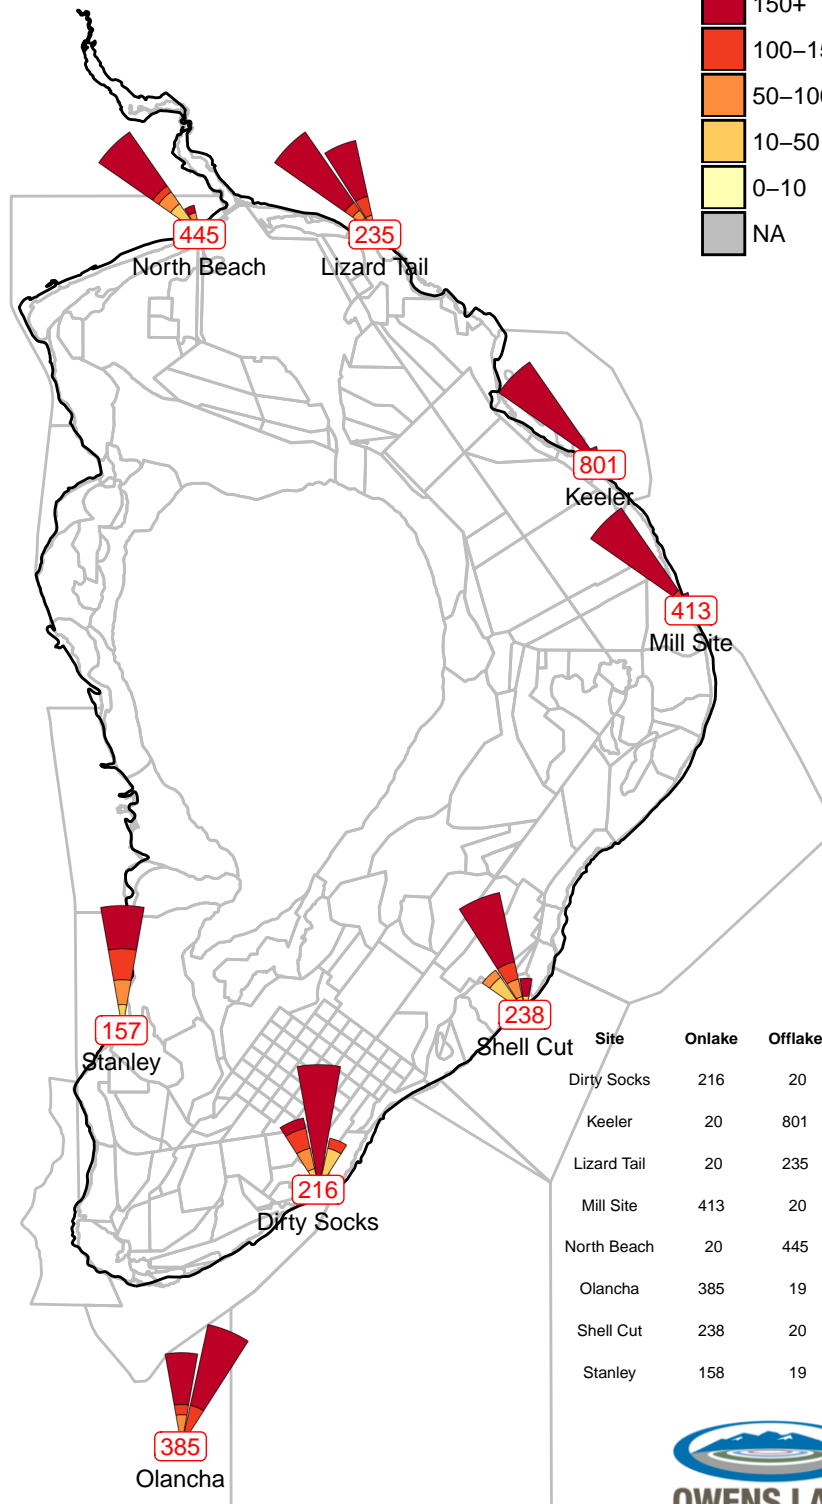 150+
100–15
50–100
10–50
0–10
NA
445
North Beach
235
Lizard Tail
801
Keeler
413
Mill Site
157
Stanley
238
Shell Cut
216
Dirty Socks
385
Olancha
Site Onlake Offlake
Dirty Socks 216 20
Keeler 20 801
Lizard Tail 20 235
Mill Site 413 20
North Beach 20 445
Olancha 385 19
Shell Cut 238 20
Stanley 158 19
OWENS LA